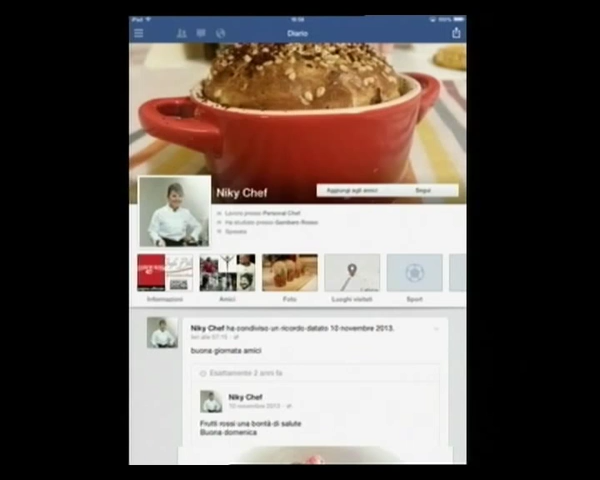 iPad
Diario
Niky Chef
Aggiungi agli amici
Segui
Lavora presso Personal Chef
Ha studiato presso Gambero Rosso
Sposata
Informazioni
Amici
Foto
Luoghi visitati
Sport
Niky Chef ha condiviso un ricordo datato 10 novembre 2013.
buona giornata amici
Esattamente 2 anni fa
Niky Chef
10 novembre 2013
Frutti rossi una bontà di salute
Buona domenica